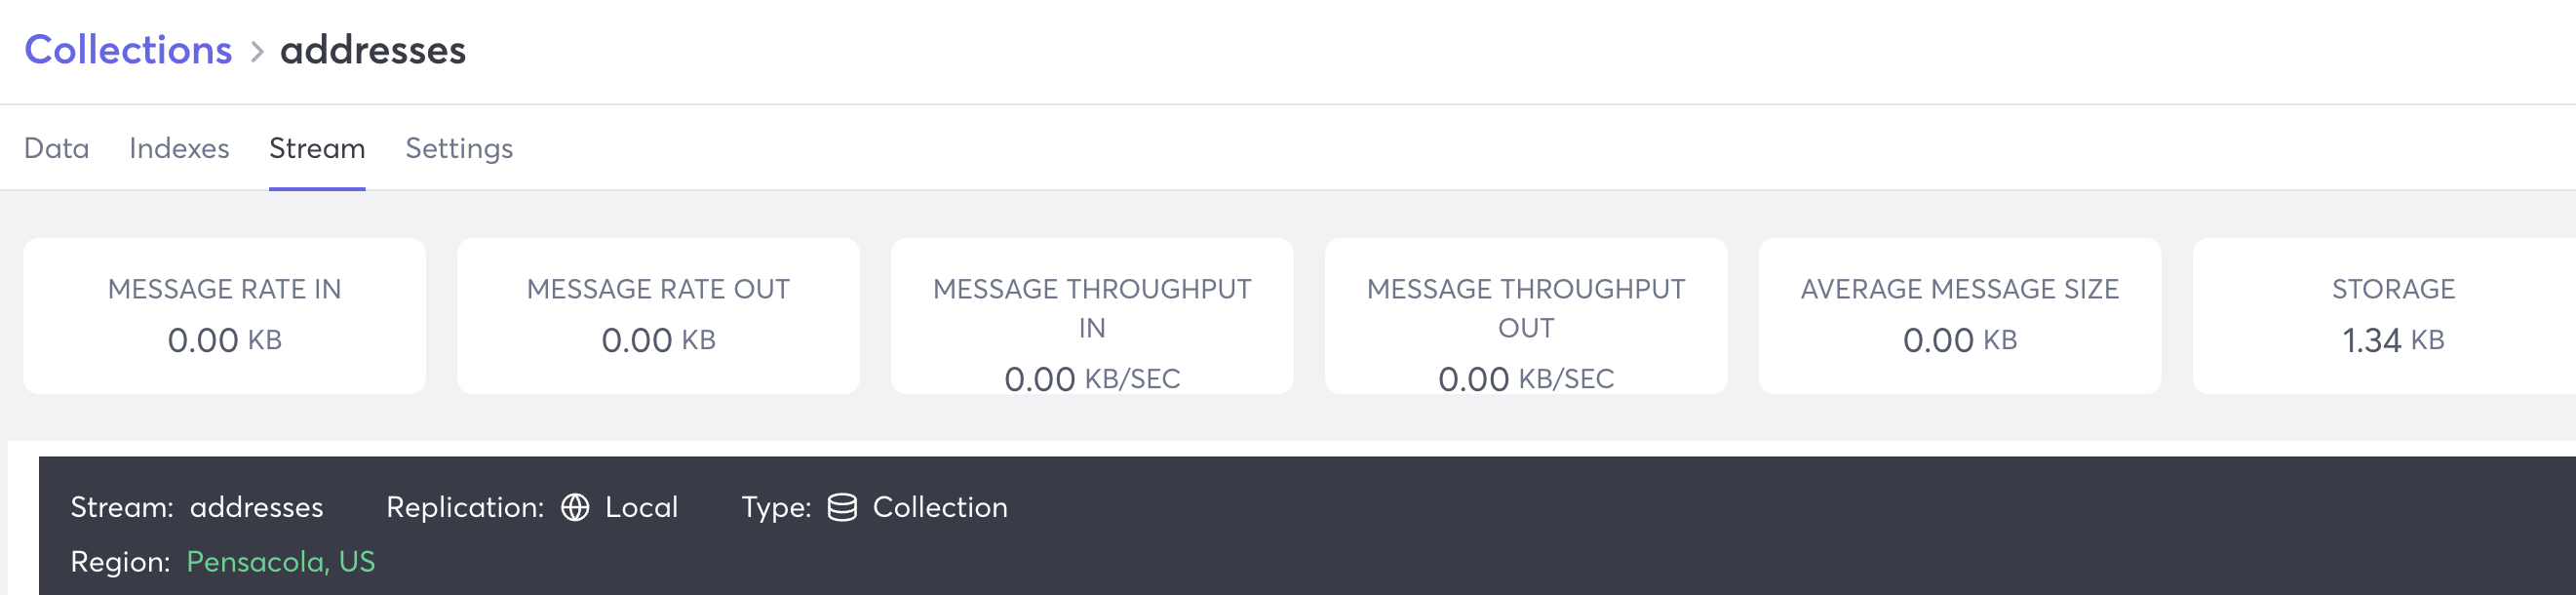 Collections > addresses
Data Indexes Stream Settings
MESSAGE RATE IN
0.00 KB
MESSAGE RATE OUT
0.00 KB
MESSAGE THROUGHPUT
IN
0.00 KB/SEC
MESSAGE THROUGHPUT
OUT
0.00 KB/SEC
AVERAGE MESSAGE SIZE
0.00 KB
STORAGE
1.34 KB
Stream: addresses Replication: Local Type: Collection
Region: Pensacola, US